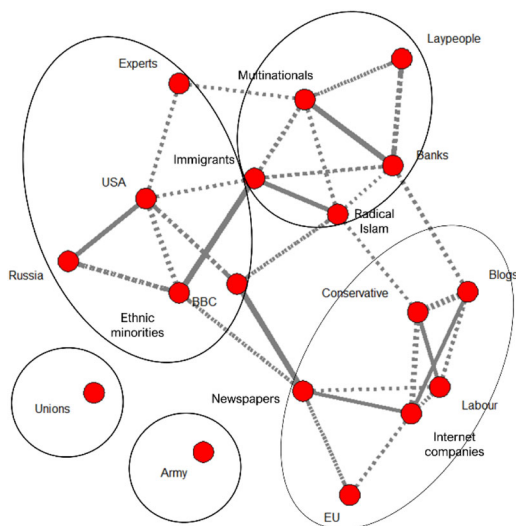 Laypeople
Experts
Multinationals
Immigrants
Banks
USA
Radical
Islam
Russia
Blogs
BBC
Conservative
Ethnic
minorities
Newspapers
Labour
Unions
Internet
companies
Army
EU